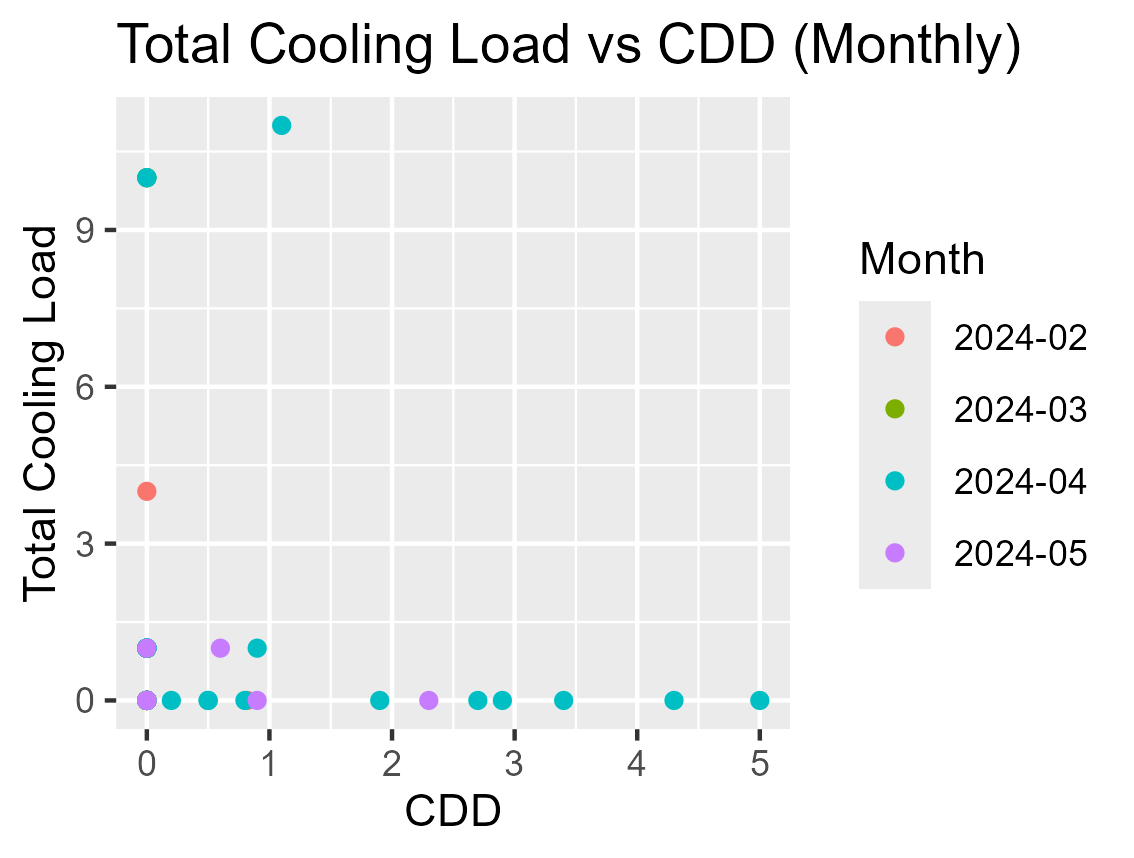 Total Cooling Load vs CDD (Monthly)
Total Cooling Load
9
6
3
0
0 1 2 3 4 5
CDD
Month
2024-02
2024-03
2024-04
2024-05